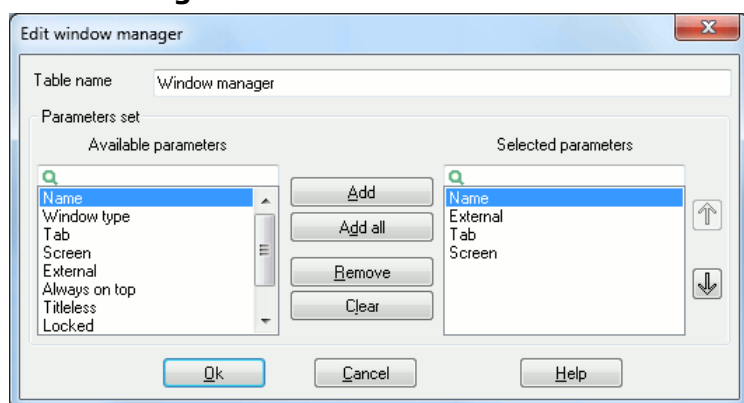 Edit window manager
Table name
Window manager
Parameters set
Available parameters
Selected parameters
Name
Window type
Tab
Screen
External
Always on top
Titleless
Locked
Add
Add all
Remove
Clear
Name
External
Tab
Screen
Ok
Cancel
Help